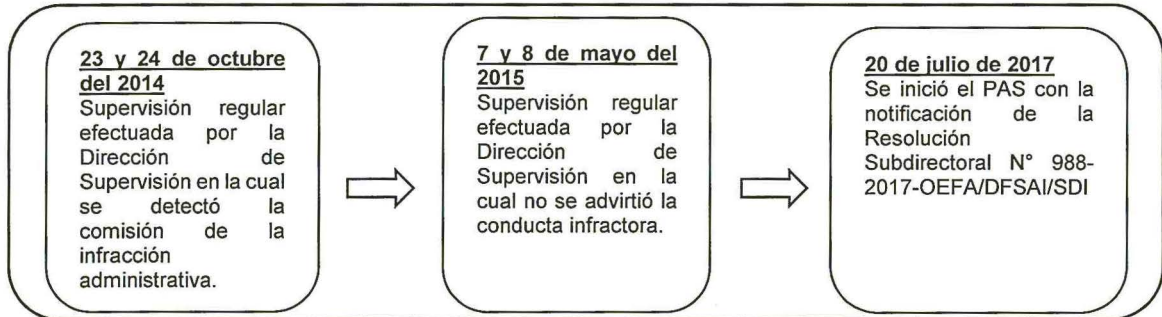 23 y 24 de octubre
del 2014
Supervisión regular
efectuada por la
Dirección de
Supervisión en la cual
se detectó la
comisión de la
infracción
administrativa.
7 y 8 de mayo del
2015
Supervisión regular
efectuada por la
Dirección de
Supervisión en la
cual no se advirtió la
conducta infractora.
20 de julio de 2017
Se inició el PAS con la
notificación de la
Resolución
Subdirectoral N° 988-
2017-OEFA/DFSAI/SDI